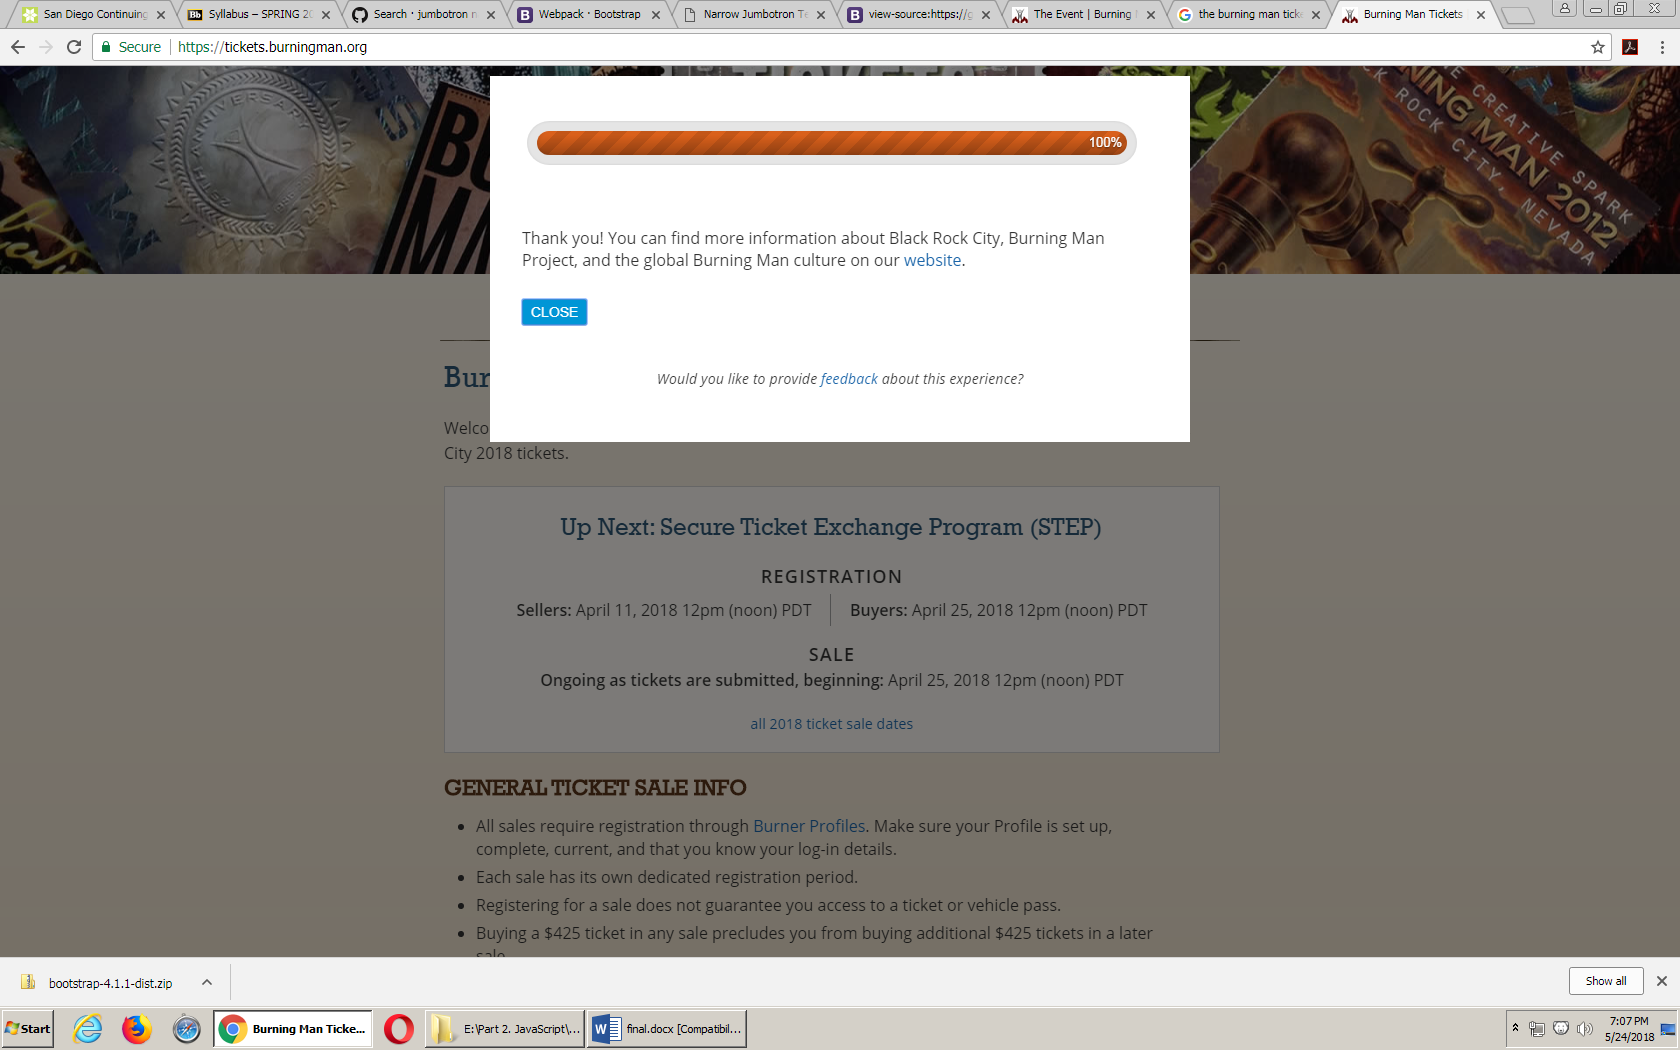 San Diego Continuing
Syllabus – SPRING 20
Search · jumbotron n
Webpack · Bootstrap
Narrow Jumbotron Te
view-source:https://g
The Event | Burning
the burning man tick
Burning Man Tickets
Secure
https://tickets.burningman.org
100%
Thank you! You can find more information about Black Rock City, Burning Man
Project, and the global Burning Man culture on our website.
CLOSE
Would you like to provide feedback about this experience?
CREATIVE SPARK
BURNING MAN 2012
ROCK CITY, NEVADA
Bur
Welco
City 2018 tickets.
Up Next: Secure Ticket Exchange Program (STEP)
REGISTRATION
Sellers: April 11, 2018 12pm (noon) PDT
Buyers: April 25, 2018 12pm (noon) PDT
SALE
Ongoing as tickets are submitted, beginning: April 25, 2018 12pm (noon) PDT
all 2018 ticket sale dates
GENERAL TICKET SALE INFO
All sales require registration through Burner Profiles. Make sure your Profile is set up,
complete, current, and that you know your log-in details.
Each sale has its own dedicated registration period.
Registering for a sale does not guarantee you access to a ticket or vehicle pass.
Buying a $425 ticket in any sale precludes you from buying additional $425 tickets in a later
sale
bootstrap-4.1.1-dist.zip
Show all
Start
Burning Man Ticke...
E:\Part 2. JavaScript\...
final.docx [Compatibil...
7:07 PM
5/24/2018